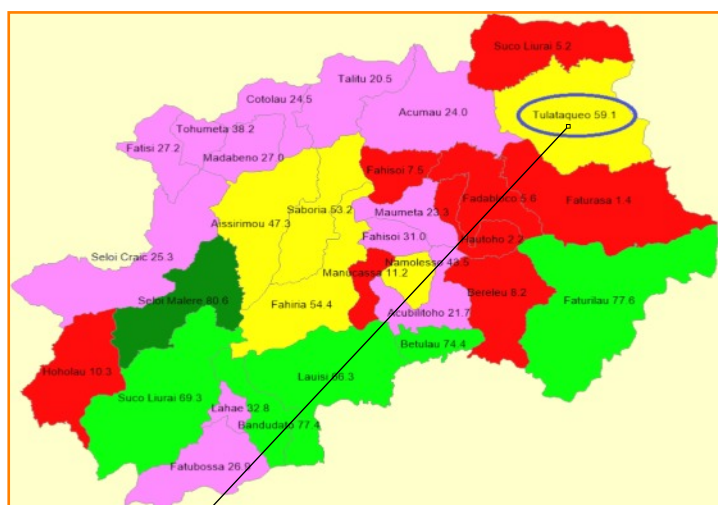 Suco Liurai 5.2
Talitu 20.5
Cotolau 24.5
Acumau 24.0
Tulataqueo 59.1
Tohumeta 38.2
Fatisi 27.2
Madabeno 27.0
Fahisoi 7.5
Fadabloco 5.6
Faturasa 1.4
Saboria 53.2
Maumeta 23.3
Aissirimou 47.3
Fahisoi 31.0
Hautoho 2.7
Seloi Craic 25.3
Namolesso 48.5
Manucassa 11.2
Seloi Malere 80.6
Bereleu 8.2
Faturilau 77.6
Fahiria 54.4
Acubilitoho 21.7
Betulau 74.4
Hoholau 10.3
Lauisi 66.3
Suco Liurai 69.3
Lahae 32.8
Bandudato 77.4
Fatubossa 26.9